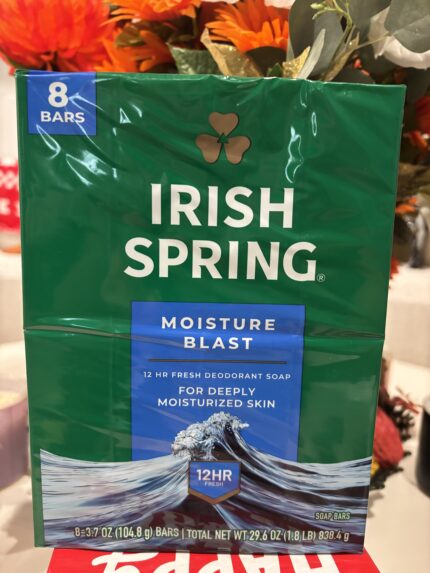 8
BARS
IRISH
SPRING®
MOISTURE
BLAST
12 HR FRESH DEODORANT SOAP
FOR DEEPLY
MOISTURIZED SKIN
12HR
FRESH
SOAP BARS
8=3.7 OZ (104.8 g) BARS | TOTAL NET WT 29.6 OZ (1.8 LB) 838.4 g